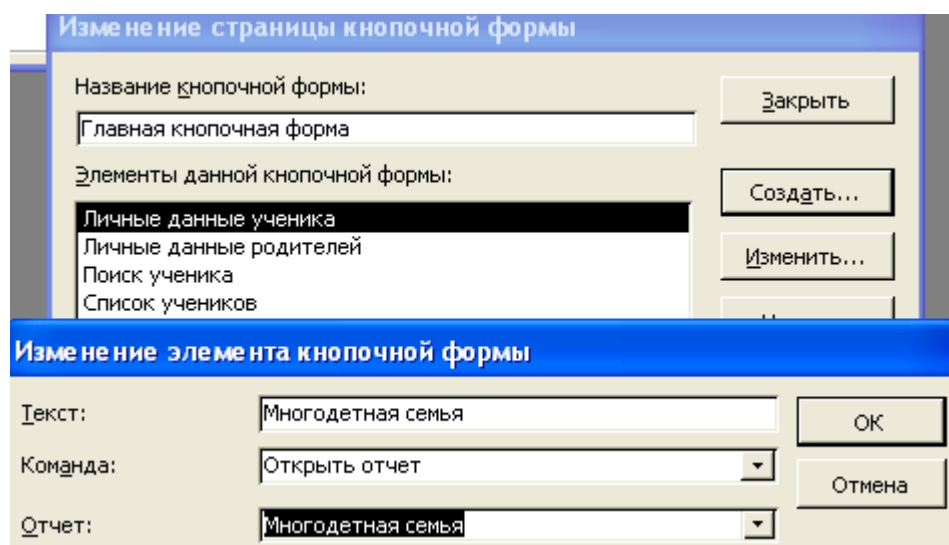 Изменение страницы кнопочной формы
Название кнопочной формы:
Закрыть
Главная кнопочная форма
Элементы данной кнопочной формы:
Создать...
Личные данные ученика
Личные данные родителей
Изменить...
Поиск ученика
Список учеников
Изменение элемента кнопочной формы
Текст:
Многодетная семья
ОК
Команда:
Открыть отчет
Отмена
Отчет:
Многодетная семья